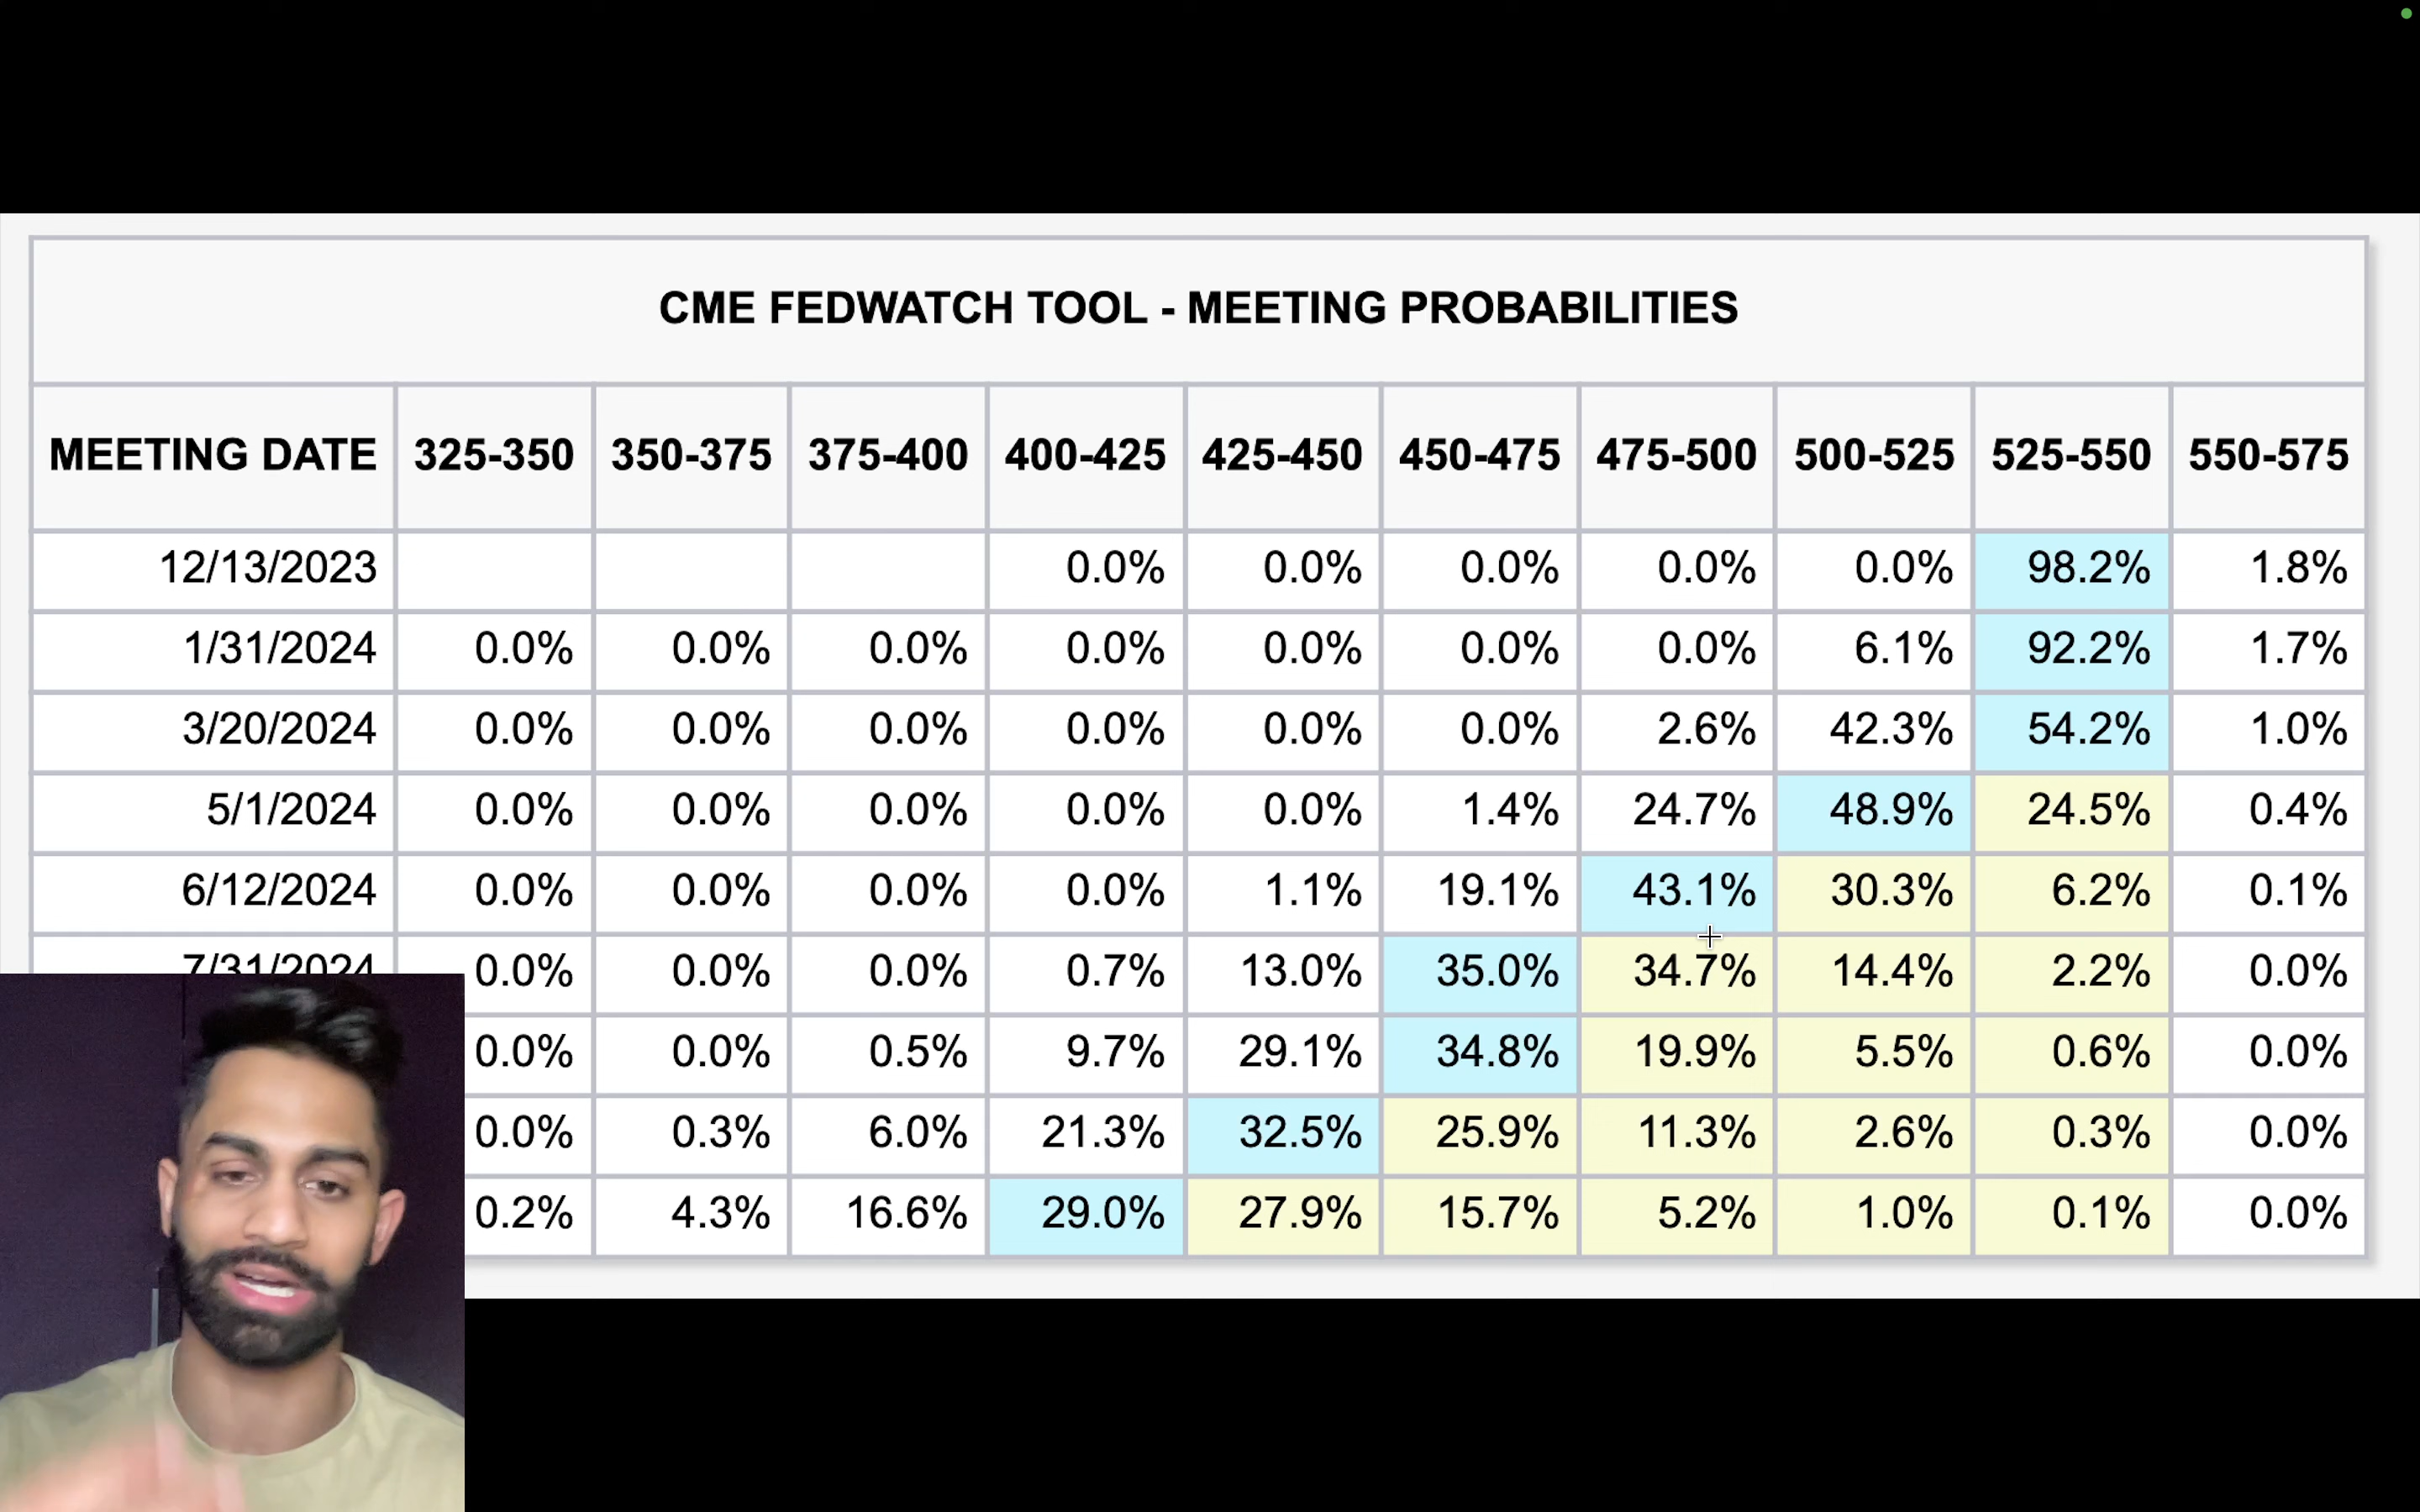 CME FEDWATCH TOOL - MEETING PROBABILITIES
MEETING DATE 325-350 350-375 375-400 400-425 425-450 450-475 475-500 500-525 525-550 550-575
12/13/2023 0.0% 0.0% 0.0% 0.0% 0.0% 98.2% 1.8%
1/31/2024 0.0% 0.0% 0.0% 0.0% 0.0% 0.0% 0.0% 6.1% 92.2% 1.7%
3/20/2024 0.0% 0.0% 0.0% 0.0% 0.0% 0.0% 2.6% 42.3% 54.2% 1.0%
5/1/2024 0.0% 0.0% 0.0% 0.0% 0.0% 1.4% 24.7% 48.9% 24.5% 0.4%
6/12/2024 0.0% 0.0% 0.0% 0.0% 1.1% 19.1% 43.1% 30.3% 6.2% 0.1%
7/31/2024 0.0% 0.0% 0.0% 0.7% 13.0% 35.0% 34.7% 14.4% 2.2% 0.0%
0.0% 0.0% 0.5% 9.7% 29.1% 34.8% 19.9% 5.5% 0.6% 0.0%
0.0% 0.3% 6.0% 21.3% 32.5% 25.9% 11.3% 2.6% 0.3% 0.0%
0.2% 4.3% 16.6% 29.0% 27.9% 15.7% 5.2% 1.0% 0.1% 0.0%